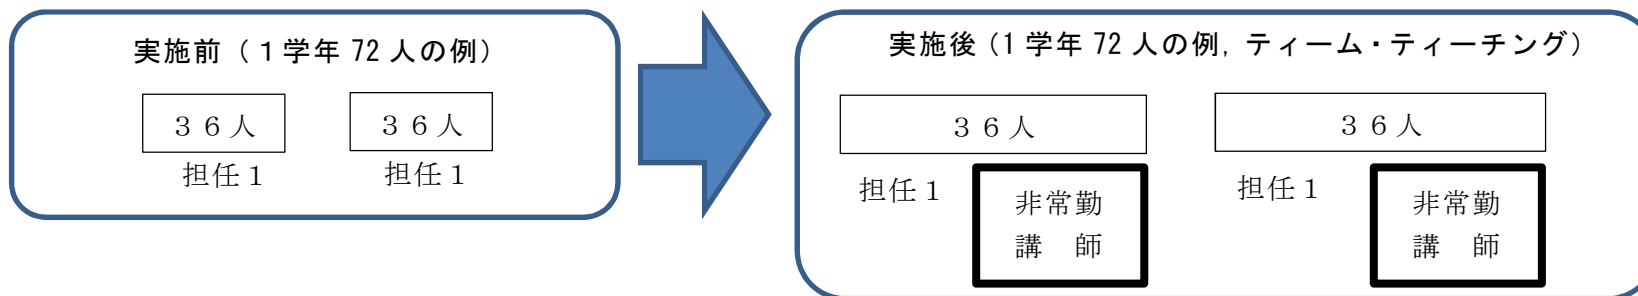 実施前（１学年 72 人の例）
３６人
３６人
担任１
担任１
実施後（1 学年 72 人の例，ティーム・ティーチング）
３６人
３６人
担任１
非常勤
講　師
担任１
非常勤
講　師